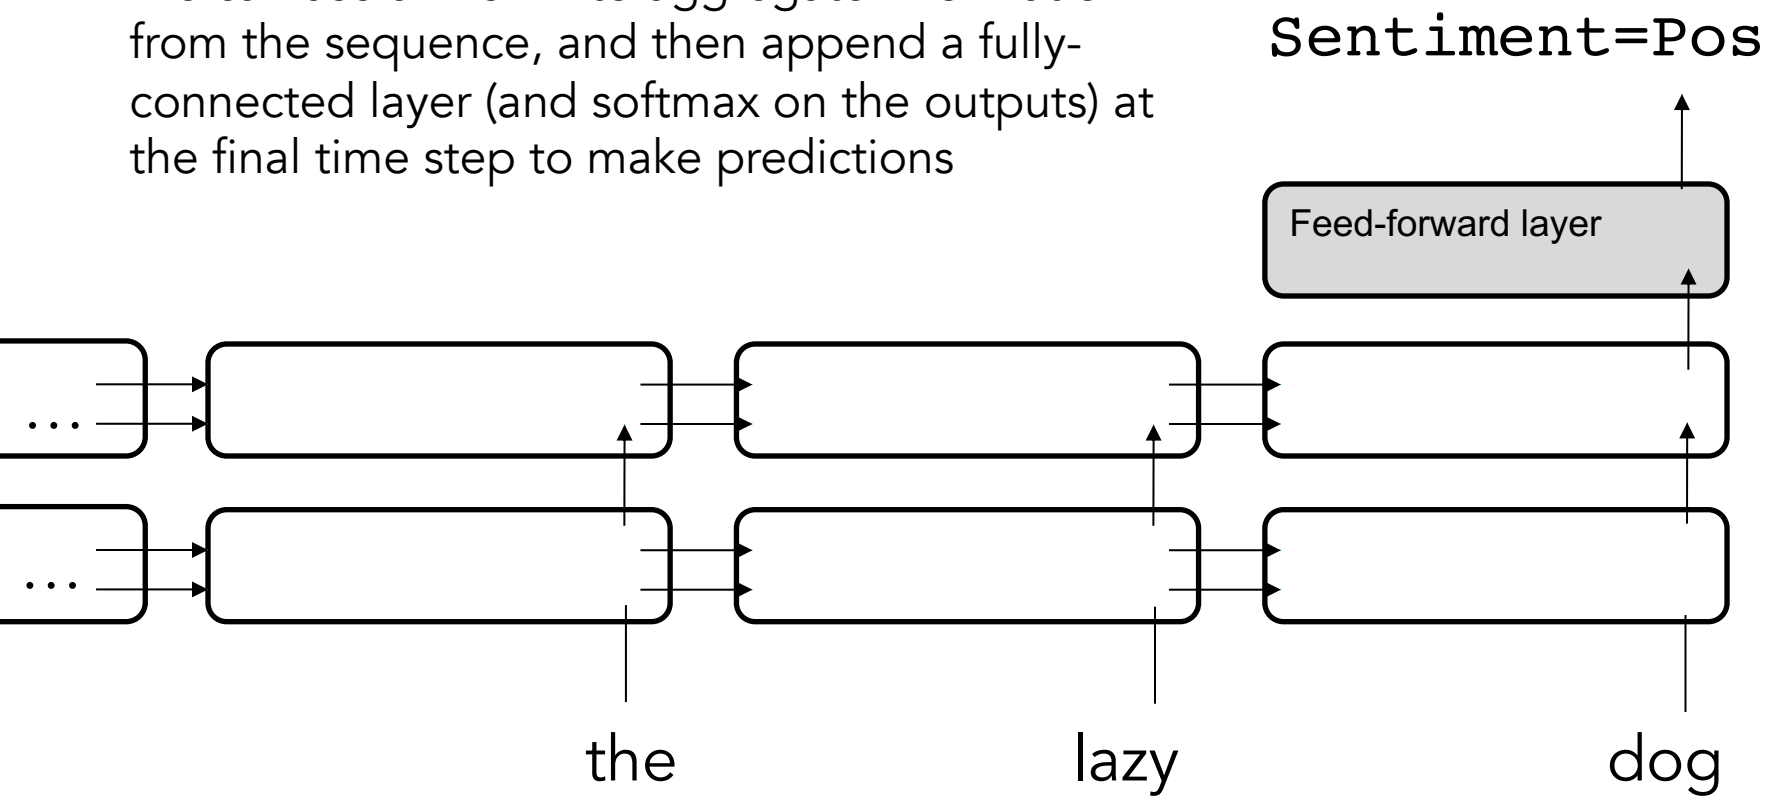 from the sequence, and then append a fully-
connected layer (and softmax on the outputs) at
the final time step to make predictions
Sentiment=Pos
Feed-forward layer
...
...
the lazy dog